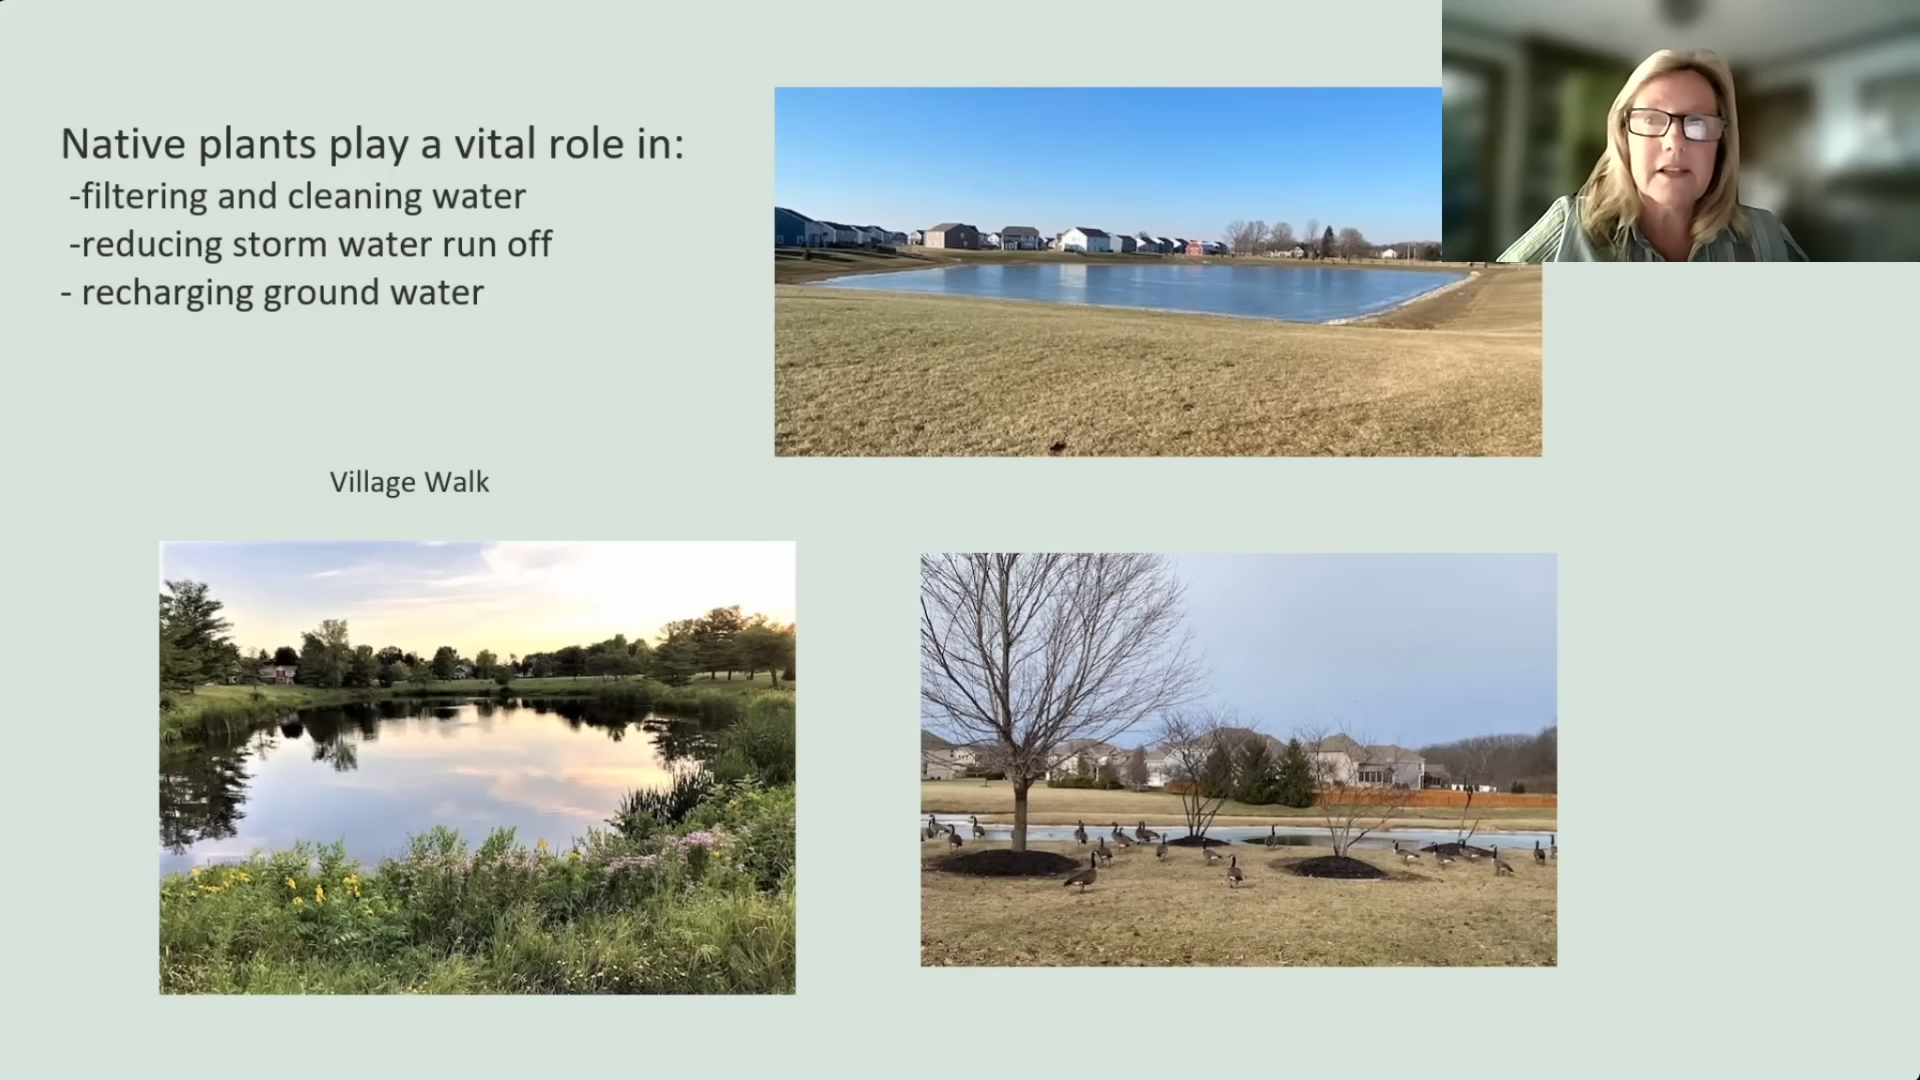 Native plants play a vital role in:
-filtering and cleaning water
-reducing storm water run off
- recharging ground water
Village Walk